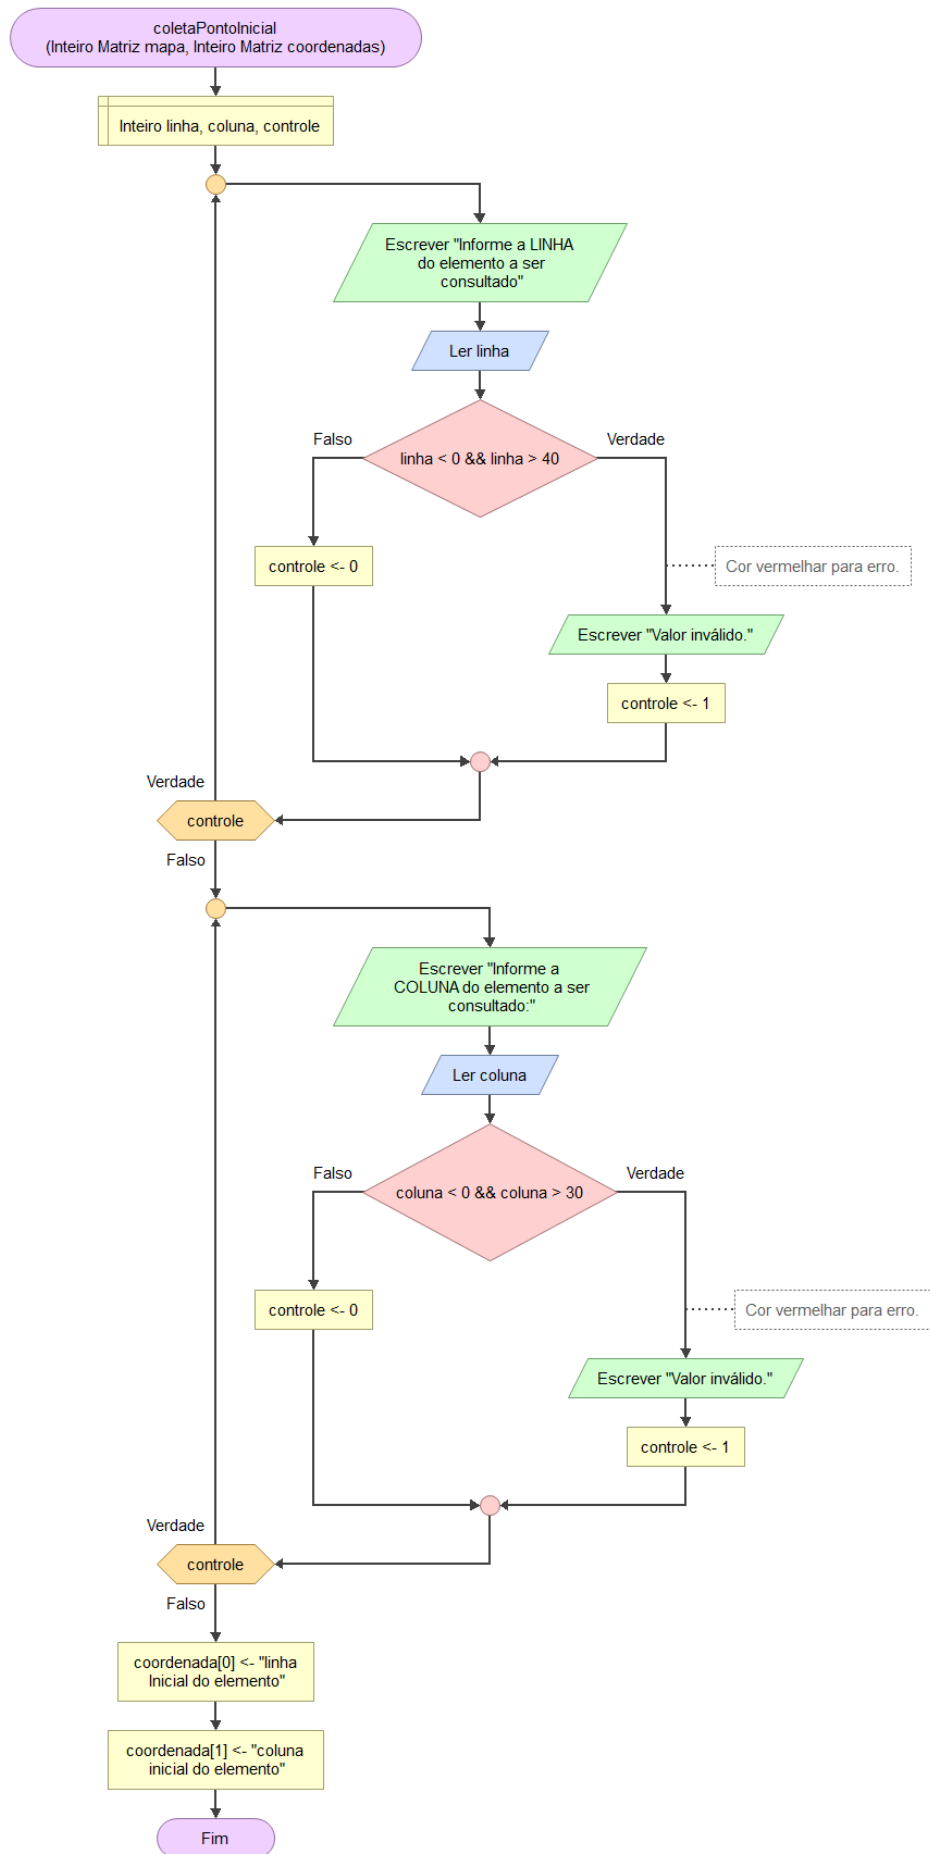 coletaPontoInicial
(Inteiro Matriz mapa, Inteiro Matriz coordenadas)
Inteiro linha, coluna, controle
Escrever "Informe a LINHA
do elemento a ser
consultado"
Ler linha
Falso
Verdade
linha < 0 && linha > 40
controle <- 0
Cor vermelhar para erro.
Escrever "Valor inválido."
controle <- 1
Verdade
controle
Falso
Escrever "Informe a
COLUNA do elemento a ser
consultado:"
Ler coluna
Falso
Verdade
coluna < 0 && coluna > 30
controle <- 0
Cor vermelhar para erro.
Escrever "Valor inválido."
controle <- 1
Verdade
controle
Falso
coordenada[0] <- "linha
Inicial do elemento"
coordenada[1] <- "coluna
inicial do elemento"
Fim